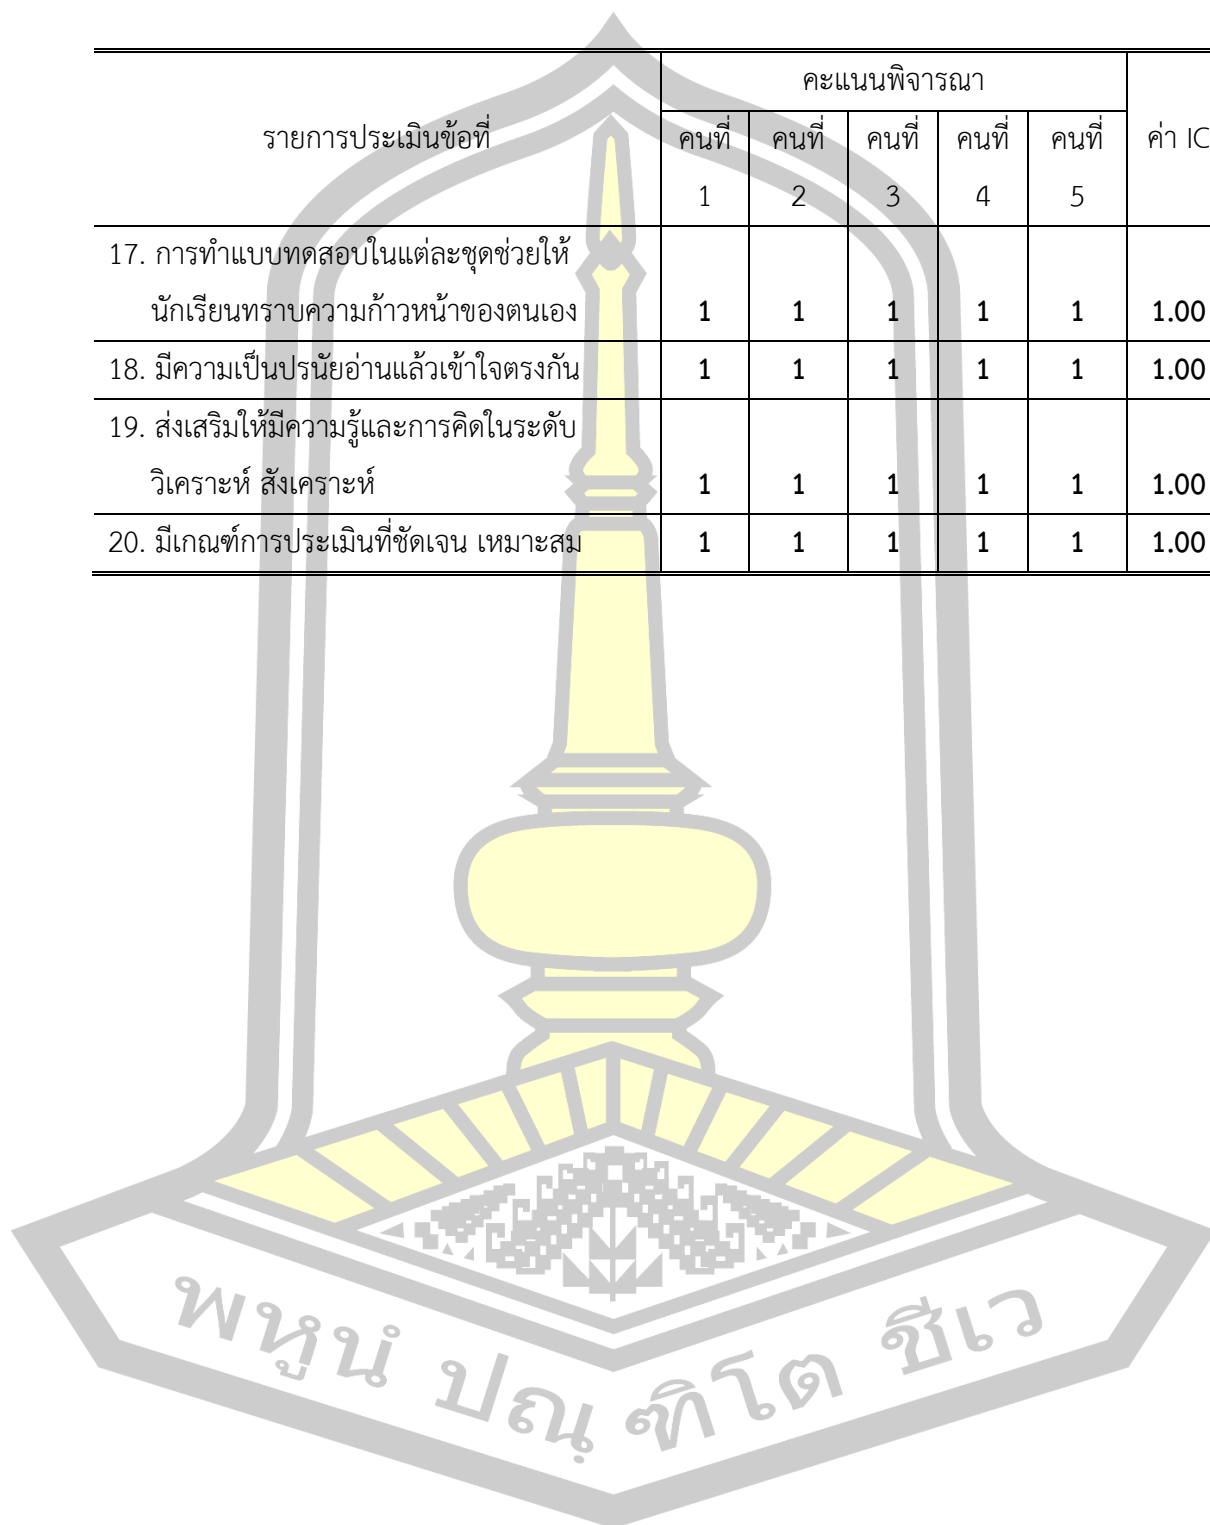 คะแนนพิจารณา
รายการประเมินข้อที่ คนที่ คนที่ คนที่ คนที่ คนที่ ค่า IC
1 2 3 4 5
17. การทำแบบทดสอบในแต่ละชุดช่วยให้
นักเรียนทราบความก้าวหน้าของตนเอง 1 1 1 1 1 1.00
18. มีความเป็นปรนัยอ่านแล้วเข้าใจตรงกัน 1 1 1 1 1 1.00
19. ส่งเสริมให้มีความรู้และการคิดในระดับ
วิเคราะห์ สังเคราะห์ 1 1 1 1 1 1.00
20. มีเกณฑ์การประเมินที่ชัดเจน เหมาะสม 1 1 1 1 1 1.00
พหูนํ ปณฺฑิโต ชีเว